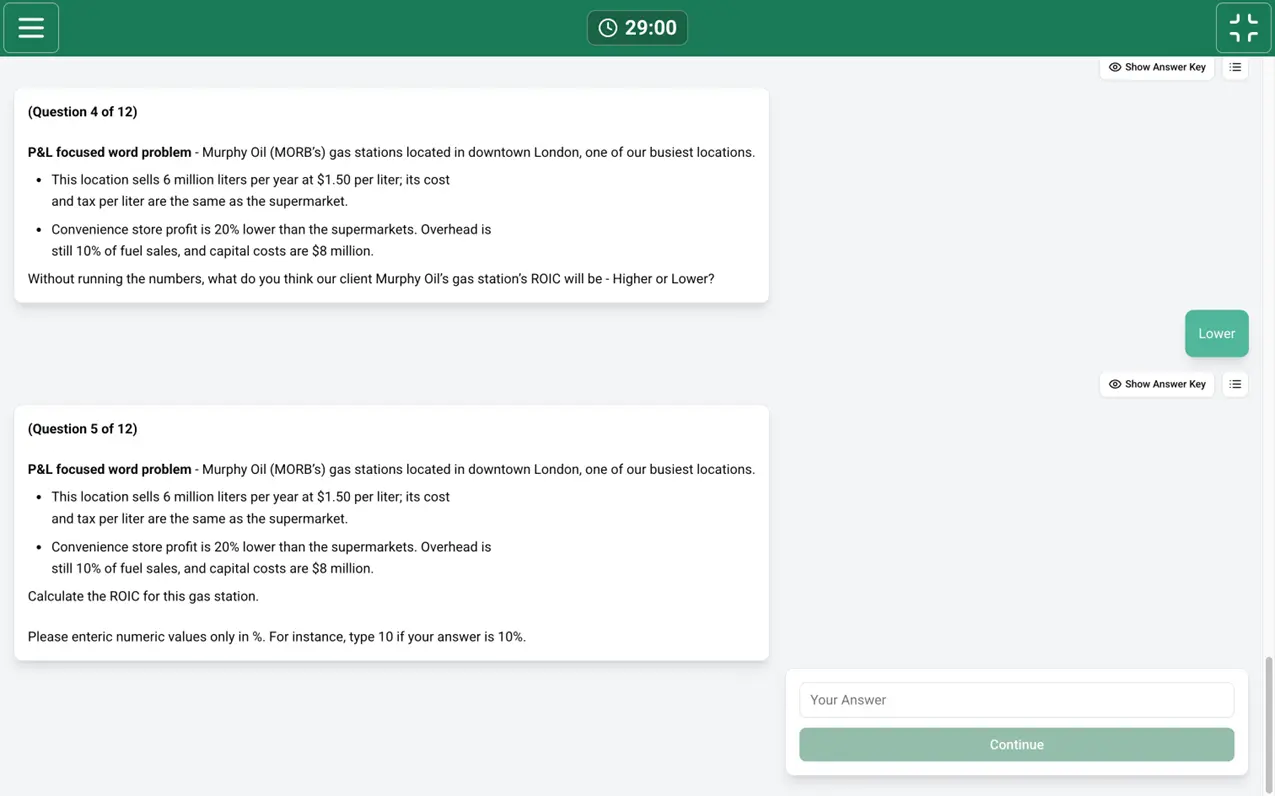 29:00
Show Answer Key
(Question 4 of 12)
P&L focused word problem - Murphy Oil (MORB’s) gas stations located in downtown London, one of our busiest locations.
• This location sells 6 million liters per year at $1.50 per liter; its cost
and tax per liter are the same as the supermarket.
• Convenience store profit is 20% lower than the supermarkets. Overhead is
still 10% of fuel sales, and capital costs are $8 million.
Without running the numbers, what do you think our client Murphy Oil’s gas station’s ROIC will be - Higher or Lower?
Lower
Show Answer Key
(Question 5 of 12)
P&L focused word problem - Murphy Oil (MORB’s) gas stations located in downtown London, one of our busiest locations.
• This location sells 6 million liters per year at $1.50 per liter; its cost
and tax per liter are the same as the supermarket.
• Convenience store profit is 20% lower than the supermarkets. Overhead is
still 10% of fuel sales, and capital costs are $8 million.
Calculate the ROIC for this gas station.
Please enteric numeric values only in %. For instance, type 10 if your answer is 10%.
Your Answer
Continue